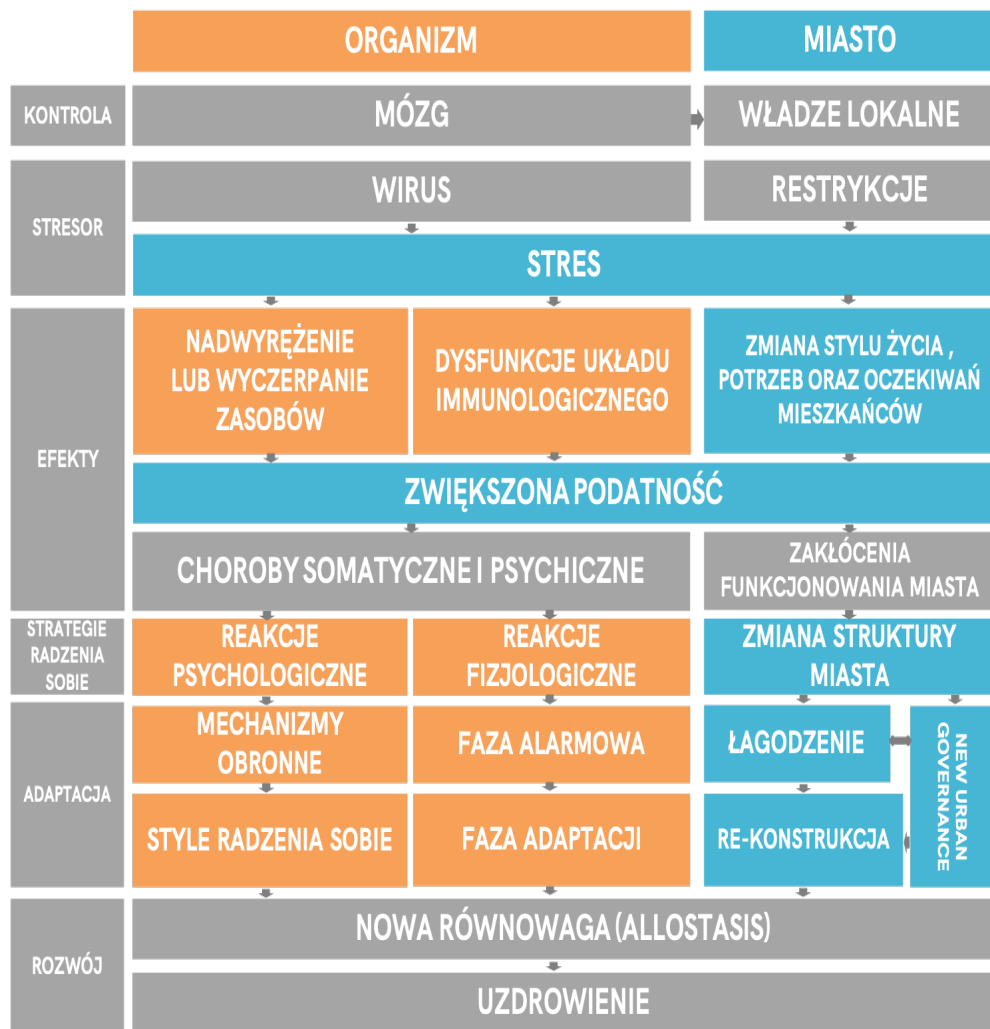 ORGANIZM
MIASTO
KONTROLA
MÓZG
WŁADZE LOKALNE
STRESOR
WIRUS
RESTRYKCJE
STRES
EFEKTY
NADWYRĘŻENIE
LUB WYCZERPANIE
ZASOBÓW
DYSFUNKCJE UKŁADU
IMMUNOLOGICZNEGO
ZMIANA STYLU ŻYCIA ,
POTRZEB ORAZ OCZEKIWAŃ
MIESZKAŃCÓW
ZWIĘKSZONA PODATNOŚĆ
CHOROBY SOMATYCZNE I PSYCHICZNE
ZAKŁÓCENIA
FUNKCJONOWANIA MIASTA
STRATEGIE
RADZENIA
SOBIE
REAKCJE
PSYCHOLOGICZNE
REAKCJE
FIZJOLOGICZNE
ZMIANA STRUKTURY
MIASTA
ADAPTACJA
MECHANIZMY
OBRONNE
FAZA ALARMOWA
ŁAGODZENIE
NEW URBAN
GOVERNANCE
STYLE RADZENIA SOBIE
FAZA ADAPTACJI
RE-KONSTRUKCJA
ROZWÓJ
NOWA RÓWNOWAGA (ALLOSTASIS)
UZDROWIENIE